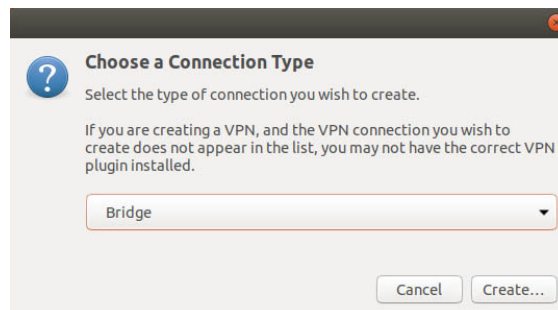 Choose a Connection Type
Select the type of connection you wish to create.
If you are creating a VPN, and the VPN connection you wish to
create does not appear in the list, you may not have the correct VPN
plugin installed.
Bridge
Cancel
Create...